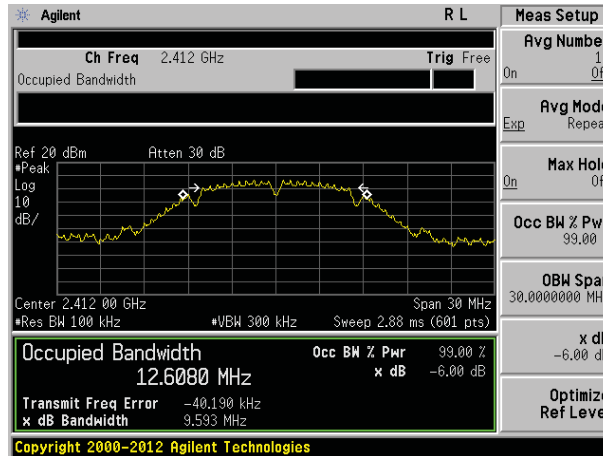 Agilent R L
Meas Setup
Ch Freq 2.412 GHz Trig Free
Occupied Bandwidth
Avg Numbe
1
On Of
Avg Mod
Exp Repea
Max Hol
On Of
Occ BW % Pw
99.00
OBW Spa
30.0000000 MH
x d
-6.00 d
Optimiz
Ref Leve
Ref 20 dBm Atten 30 dB
#Peak
Log
10
dB/
Center 2.412 00 GHz Span 30 MHz
#Res BW 100 kHz #VBW 300 kHz Sweep 2.88 ms (601 pts)
Occupied Bandwidth Occ BW % Pwr 99.00 %
12.6080 MHz x dB -6.00 dB
Transmit Freq Error -40.190 kHz
x dB Bandwidth 9.593 MHz
Copyright 2000-2012 Agilent Technologies